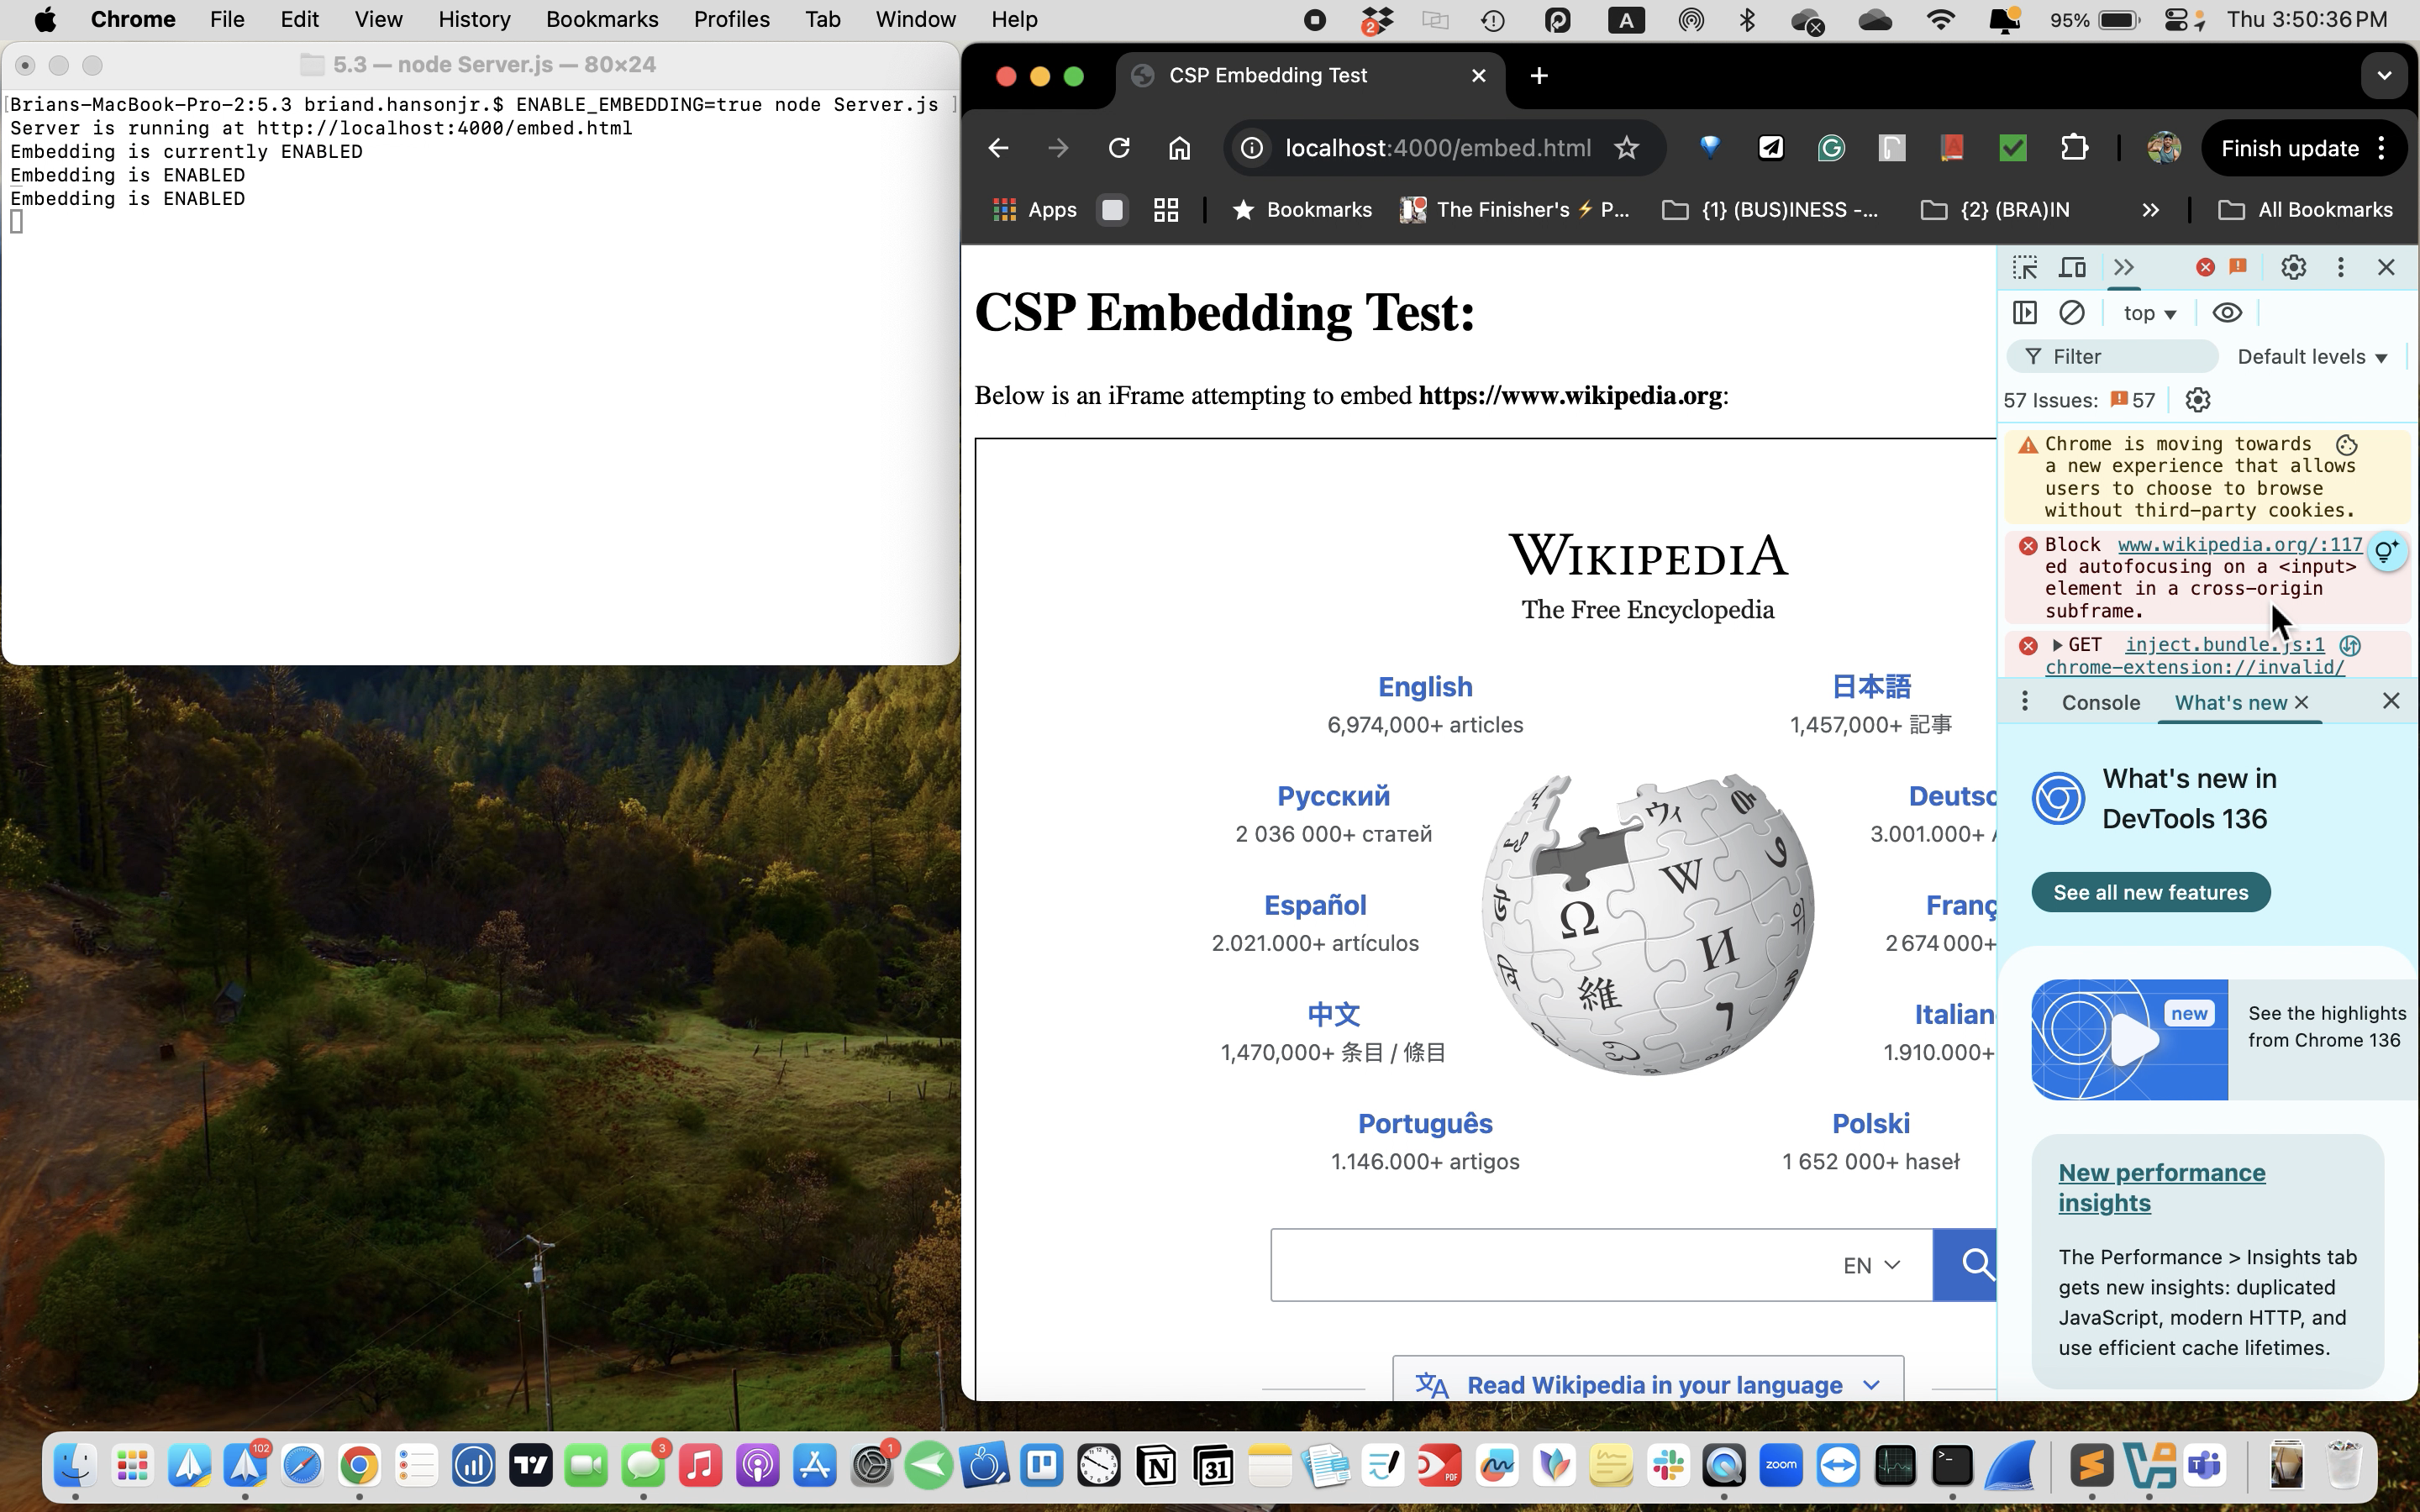 Chrome File Edit View History Bookmarks Profiles Tab Window Help
2 A 95% Thu 3:50:36 PM
5.3 — node Server.js — 80×24
[Brians-MacBook-Pro-2:5.3 briand.hansonjr.$ ENABLE_EMBEDDING=true node Server.js ]
Server is running at http://localhost:4000/embed.html
Embedding is currently ENABLED
Embedding is ENABLED
Embedding is ENABLED
CSP Embedding Test
localhost:4000/embed.html
Finish update
Apps Bookmarks The Finisher's ⚡ P... {1} (BUS)INESS -... {2} (BRA)IN All Bookmarks
CSP Embedding Test:
Below is an iFrame attempting to embed https://www.wikipedia.org:
WIKIPEDIA
The Free Encyclopedia
English
6,974,000+ articles
日本語
1,457,000+ 記事
Русский
2 036 000+ статей
Deutsc
3.001.000+
Español
2.021.000+ artículos
Franç
2 674 000+
中文
1,470,000+ 条目 / 條目
Italian
1.910.000+
Português
1.146.000+ artigos
Polski
1 652 000+ haseł
Ω W И 維 ウィ
EN
Read Wikipedia in your language
top
Filter Default levels
57 Issues: 57
Chrome is moving towards
a new experience that allows
users to choose to browse
without third-party cookies.
Block www.wikipedia.org/:117
ed autofocusing on a <input>
element in a cross-origin
subframe.
GET inject.bundle.js:1
chrome-extension://invalid/
Console What's new
What's new in
DevTools 136
See all new features
new
See the highlights
from Chrome 136
New performance
insights
The Performance > Insights tab
gets new insights: duplicated
JavaScript, modern HTTP, and
use efficient cache lifetimes.
102 3 1 31 PDF zoom